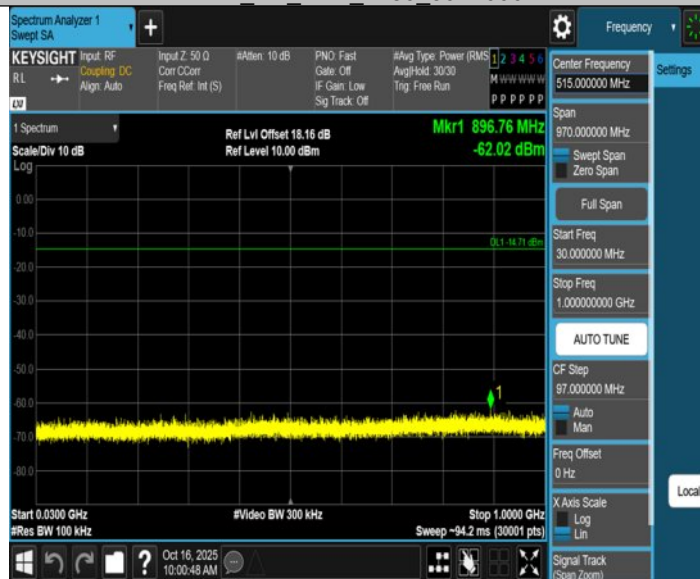 Spectrum Analyzer 1
Swept SA
+
Frequency
KEYSIGHT
RL
LXI
Input: RF
Coupling: DC
Align: Auto
Input Z: 50 Ω
Corr CCorr
Freq Ref: Int (S)
#Atten: 10 dB
PNO: Fast
Gate: Off
IF Gain: Low
Sig Track: Off
#Avg Type: Power (RMS
Avg|Hold: 30/30
Trig: Free Run
1 2 3 4 5 6
M W W W W W
P P P P P P
Center Frequency
515.000000 MHz
Settings
Span
970.000000 MHz
Swept Span
Zero Span
Full Span
Start Freq
30.000000 MHz
Stop Freq
1.000000000 GHz
AUTO TUNE
CF Step
97.000000 MHz
Auto
Man
Freq Offset
0 Hz
X Axis Scale
Log
Lin
Signal Track
(Span Zoom)
Local
1 Spectrum
Scale/Div 10 dB
Log
Ref Lvl Offset 18.16 dB
Ref Level 10.00 dBm
Mkr1 896.76 MHz
-62.02 dBm
0.00
-10.0
DL1 -14.71 dBm
-20.0
-30.0
-40.0
-50.0
1
-60.0
-70.0
-80.0
Start 0.0300 GHz
#Res BW 100 kHz
#Video BW 300 kHz
Stop 1.0000 GHz
Sweep ~94.2 ms (30001 pts)
?
Oct 16, 2025
10:00:48 AM